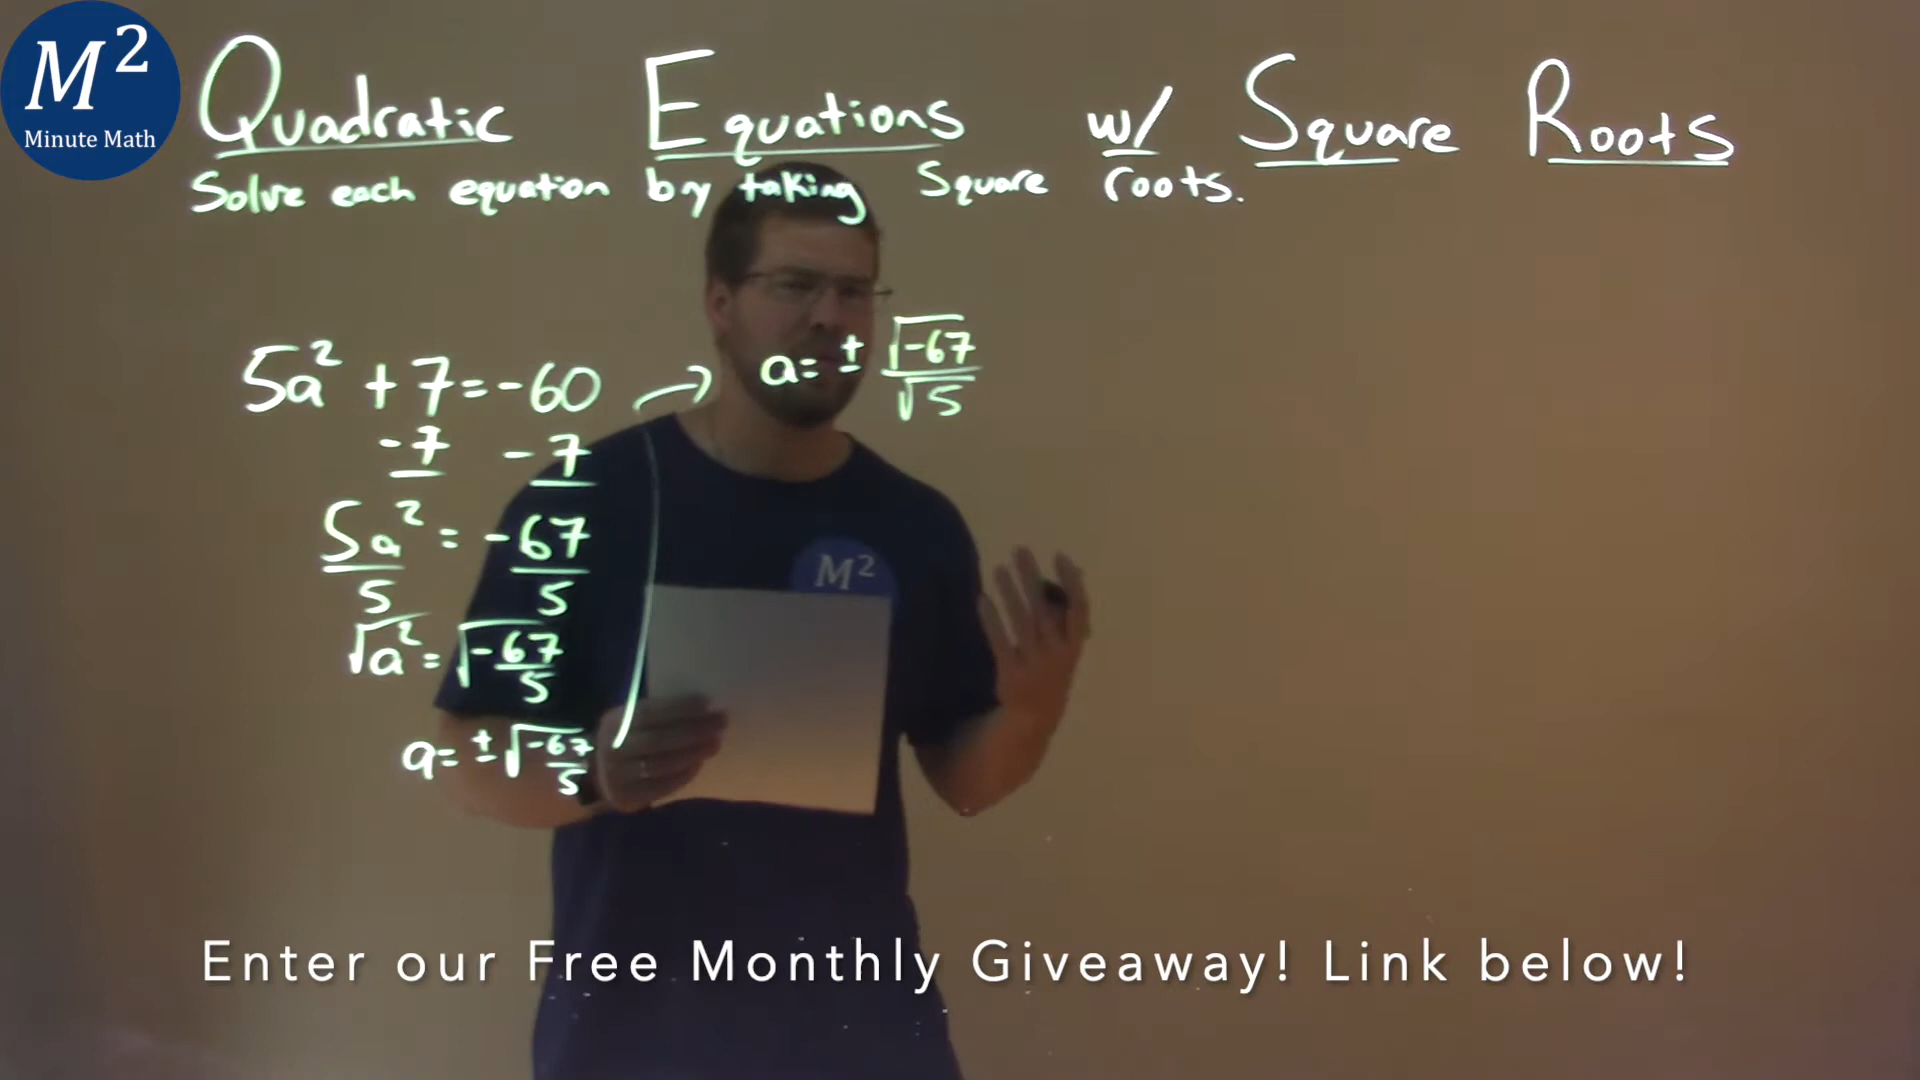 M²
Minute Math
Quadratic Equations w/ Square Roots
Solve each equation by taking Square roots.
5a² + 7 = -60
-7 -7
5a² = -67
5 5
√a² = √-67/5
a = ± √-67/5
a = ± √-67/√5
M²
Enter our Free Monthly Giveaway! Link below!